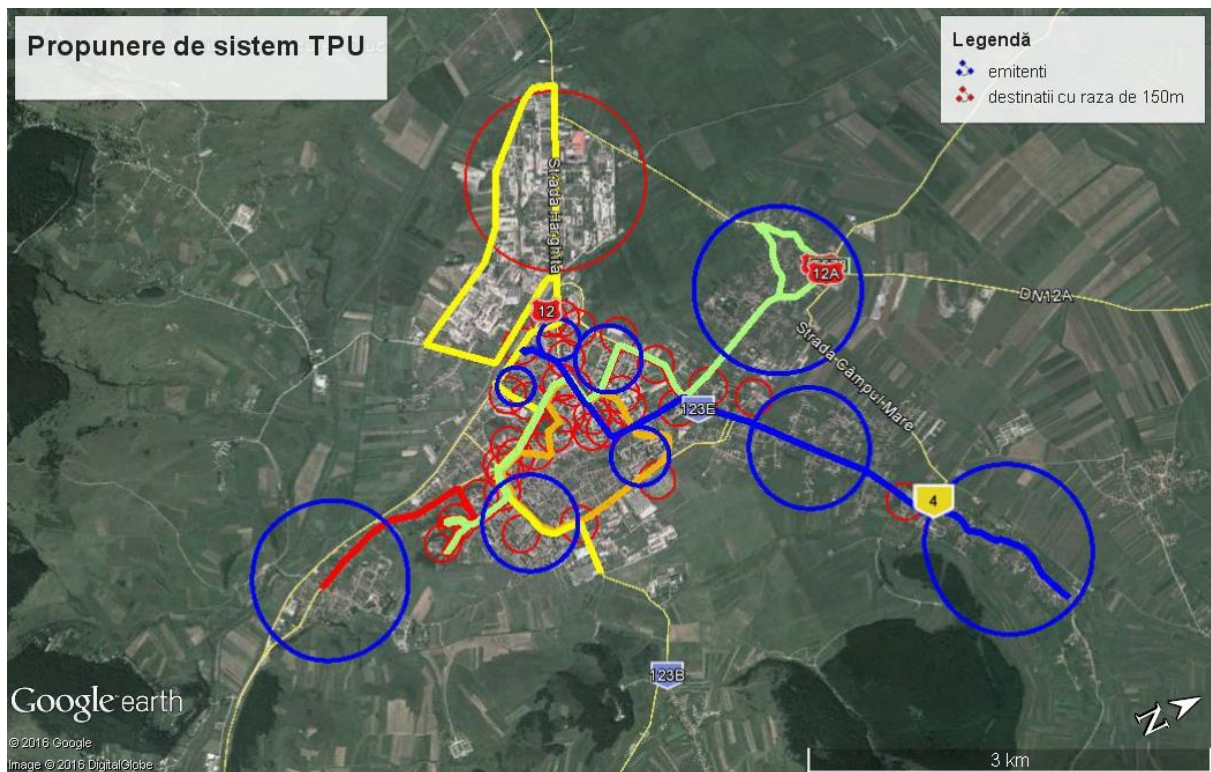 Propunere de sistem TPU
Legendă
emitenti
destinatii cu raza de 150m
Strada Harghita
12A
DN12A
12
Strada Câmpul Mare
123E
4
123B
Google earth
© 2016 Google
Image © 2016 DigitalGlobe
N
3 km